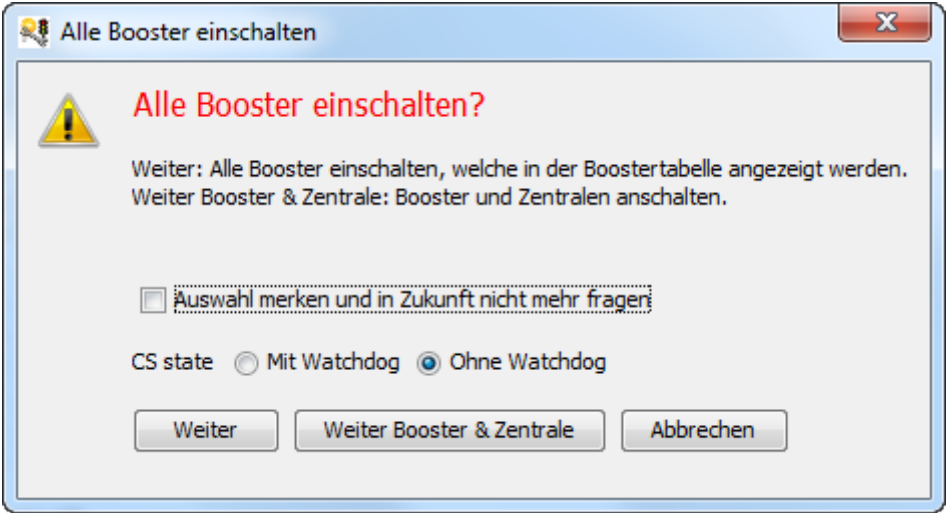 Alle Booster einschalten
Alle Booster einschalten?
Weiter: Alle Booster einschalten, welche in der Boostertabelle angezeigt werden.
Weiter Booster & Zentrale: Booster und Zentralen anschalten.
Auswahl merken und in Zukunft nicht mehr fragen
CS state Mit Watchdog Ohne Watchdog
Weiter Weiter Booster & Zentrale Abbrechen